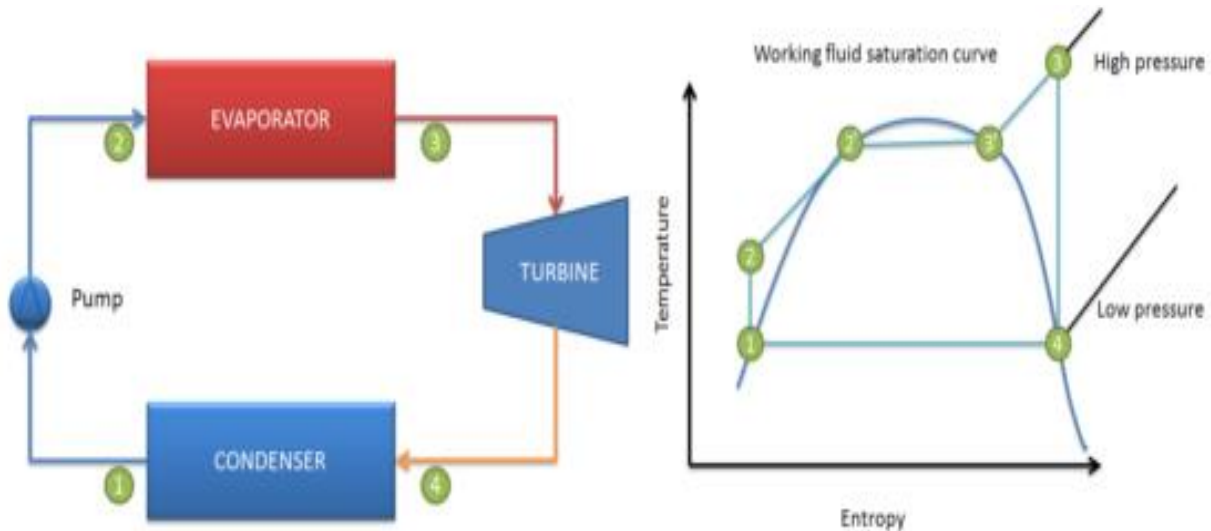 EVAPORATOR
2
3
TURBINE
Pump
CONDENSER
1
4
Working fluid saturation curve
3
High pressure
2
3
Temperature
2
1
4
Low pressure
Entropy